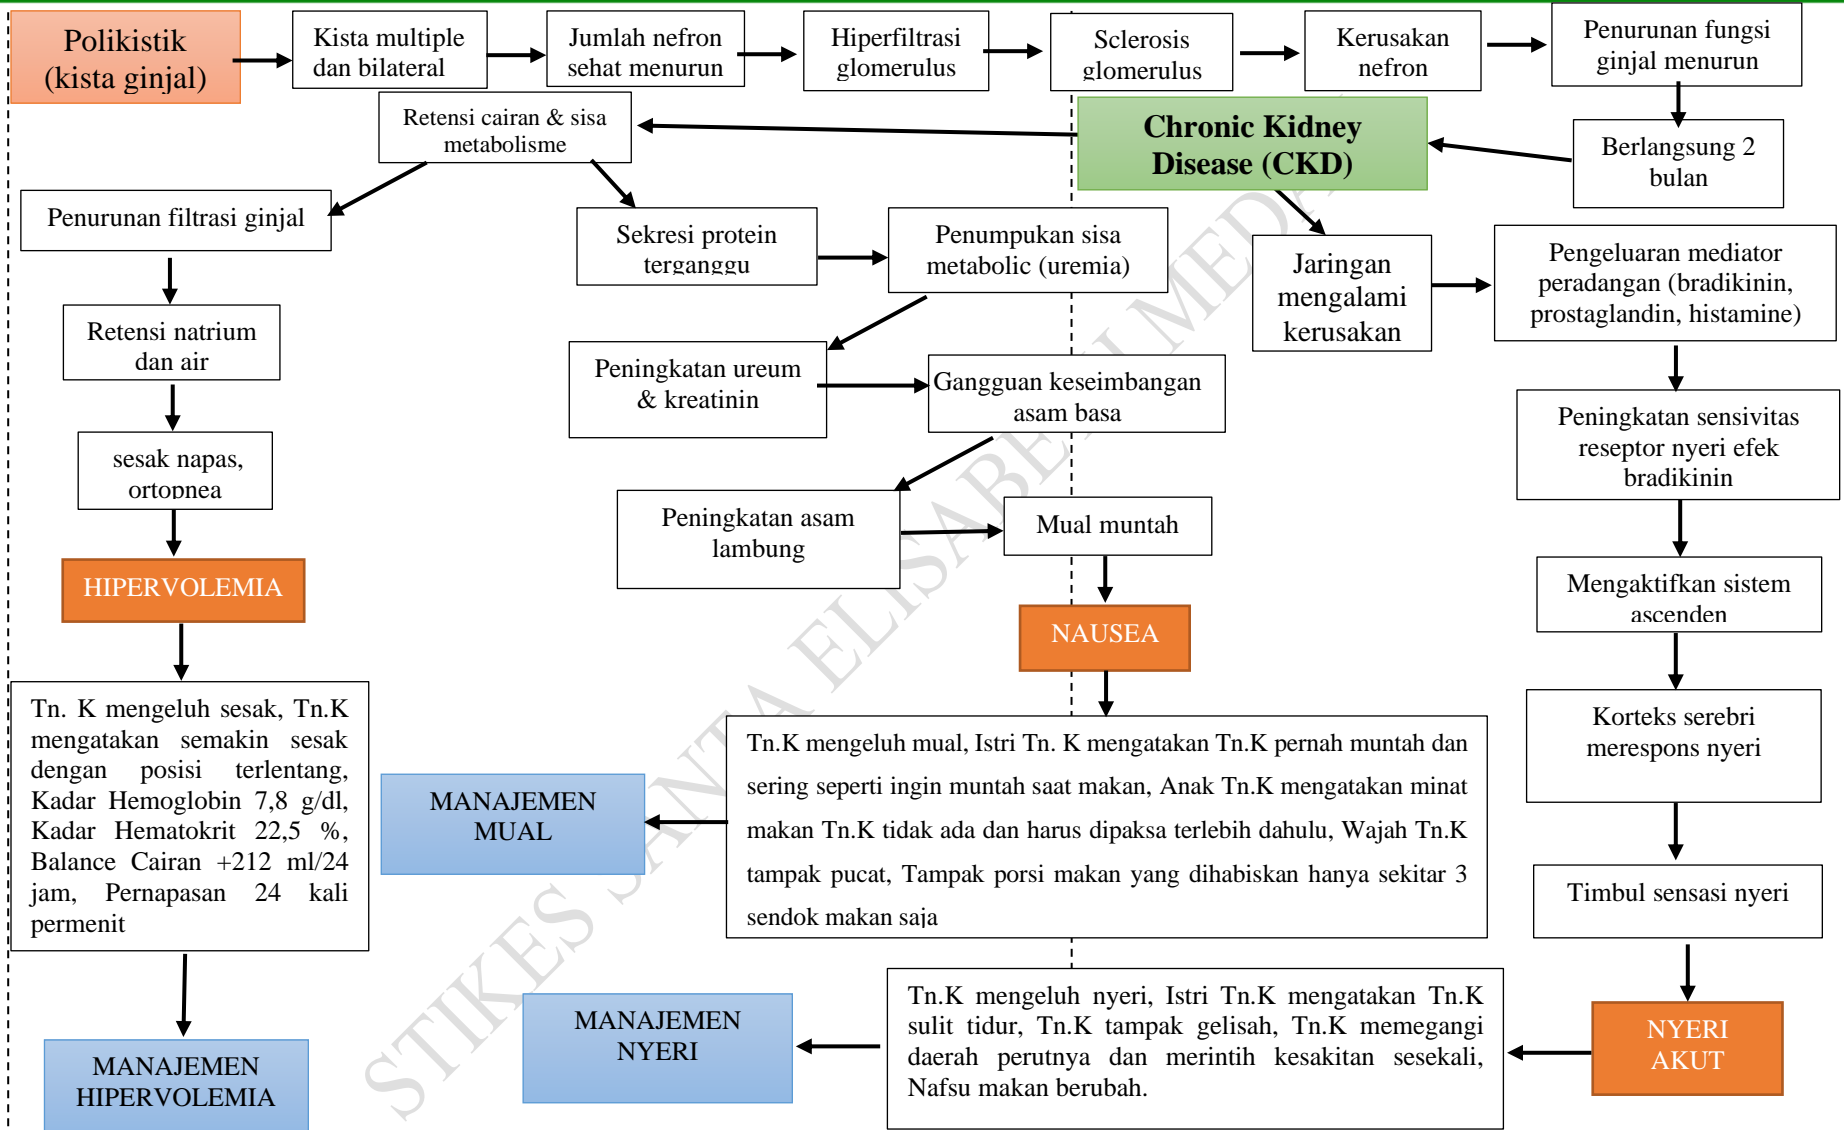 Polikistik
(kista ginjal)
Kista multiple
dan bilateral
Jumlah nefron
sehat menurun
Hiperfiltrasi
glomerulus
Sclerosis
glomerulus
Kerusakan
nefron
Penurunan fungsi
ginjal menurun
Berlangsung 2
bulan
Chronic Kidney
Disease (CKD)
Retensi cairan & sisa
metabolisme
Penurunan filtrasi ginjal
Sekresi protein
terganggu
Penumpukan sisa
metabolic (uremia)
Jaringan
mengalami
kerusakan
Pengeluaran mediator
peradangan (bradikinin,
prostaglandin, histamine)
Retensi natrium
dan air
Peningkatan ureum
& kreatinin
Gangguan keseimbangan
asam basa
Peningkatan sensivitas
reseptor nyeri efek
bradikinin
sesak napas,
ortopnea
Peningkatan asam
lambung
Mual muntah
Mengaktifkan sistem
ascenden
HIPERVOLEMIA
NAUSEA
Korteks serebri
merespons nyeri
Tn. K mengeluh sesak, Tn.K
mengatakan semakin sesak
dengan posisi terlentang,
Kadar Hemoglobin 7,8 g/dl,
Kadar Hematokrit 22,5 %,
Balance Cairan +212 ml/24
jam, Pernapasan 24 kali
permenit
MANAJEMEN
MUAL
Tn.K mengeluh mual, Istri Tn. K mengatakan Tn.K pernah muntah dan
sering seperti ingin muntah saat makan, Anak Tn.K mengatakan minat
makan Tn.K tidak ada dan harus dipaksa terlebih dahulu, Wajah Tn.K
tampak pucat, Tampak porsi makan yang dihabiskan hanya sekitar 3
sendok makan saja
Timbul sensasi nyeri
MANAJEMEN
HIPERVOLEMIA
MANAJEMEN
NYERI
Tn.K mengeluh nyeri, Istri Tn.K mengatakan Tn.K
sulit tidur, Tn.K tampak gelisah, Tn.K memegangi
daerah perutnya dan merintih kesakitan sesekali,
Nafsu makan berubah.
NYERI
AKUT
STIKES SANTA ELISABE
MEDA